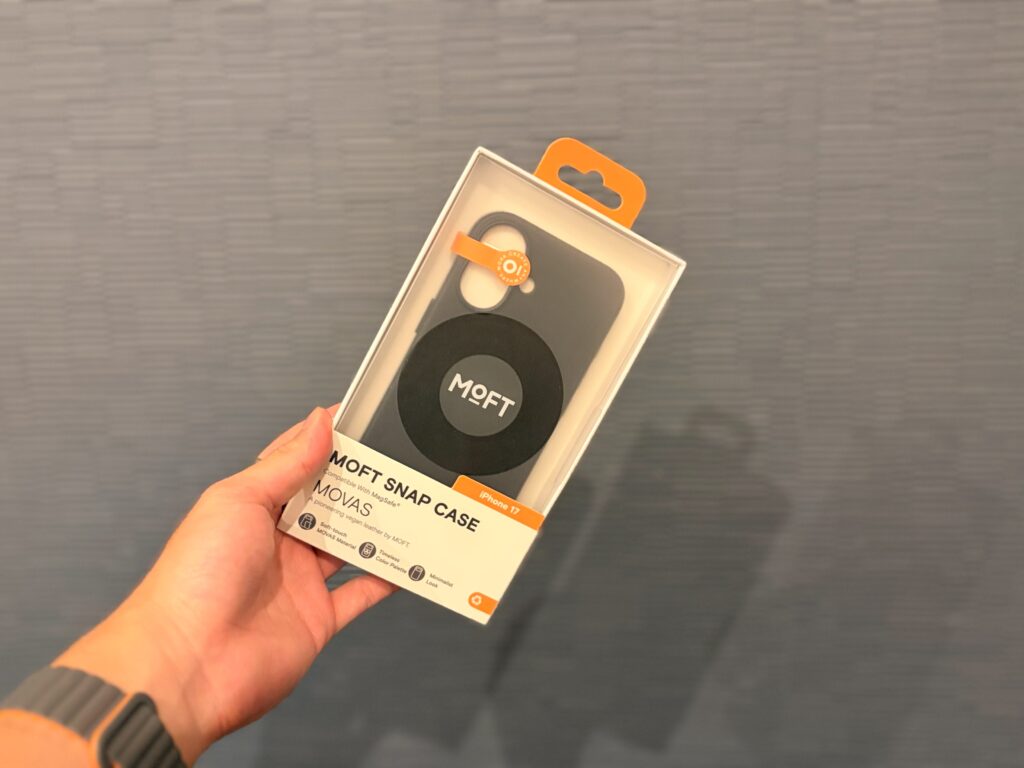 MOFT
iPhone 17
MOFT SNAP CASE
Compatible With MagSafe®
MOVAS
A pioneering vegan leather by MOFT
Soft-touch
MOVAS Material
Timeless
Color Palette
Minimalist
Look